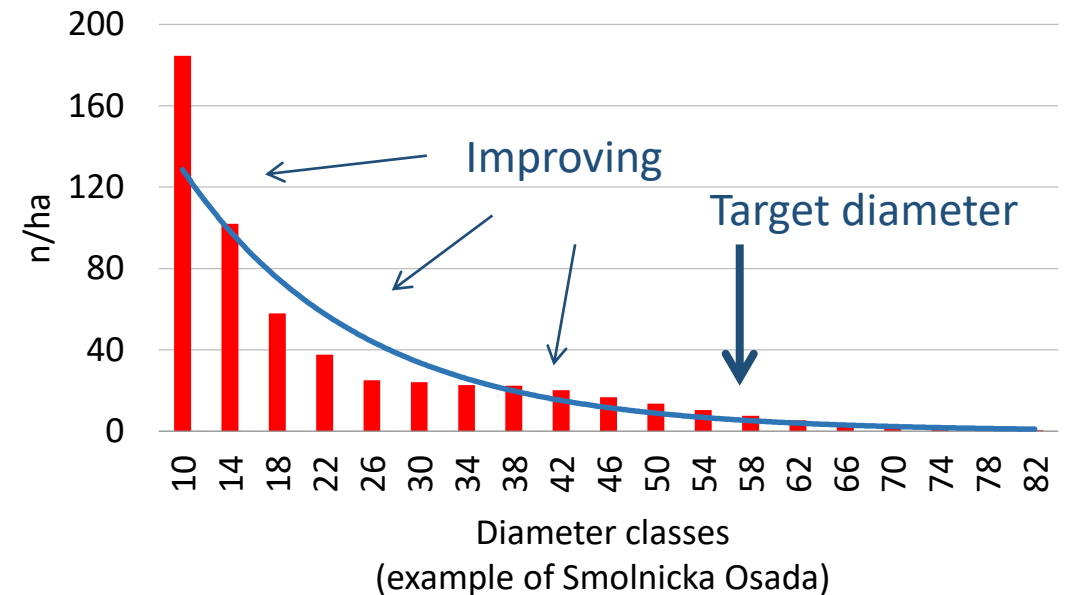 200
160
120
80
40
0
n/ha
Improving
Target diameter
10 14 18 22 26 30 34 38 42 46 50 54 58 62 66 70 74 78 82
Diameter classes
(example of Smolnicka Osada)